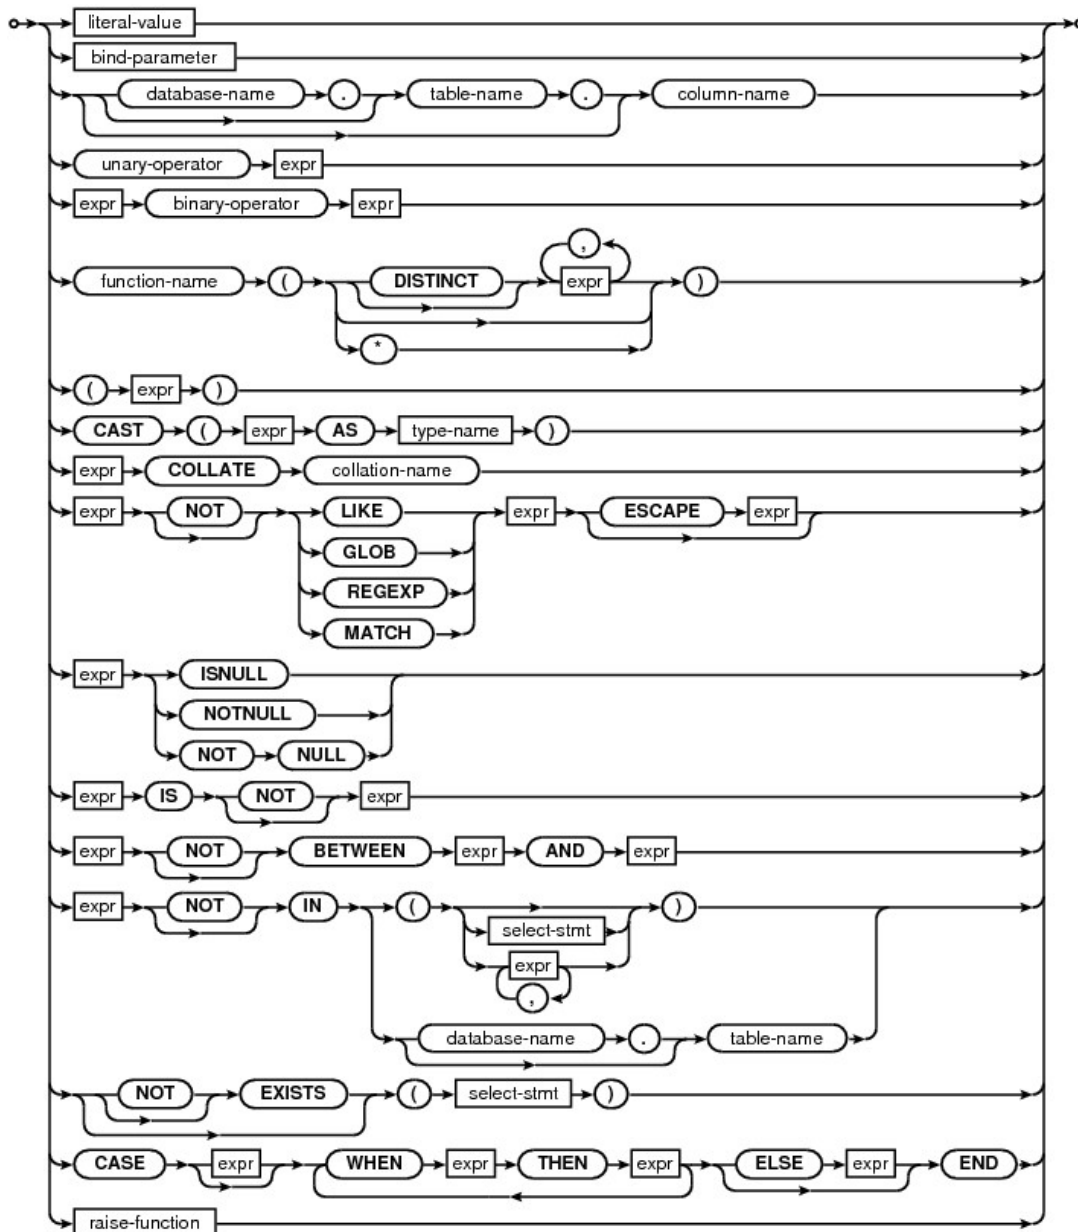 literal-value
bind-parameter
database-name . table-name . column-name
unary-operator expr
expr binary-operator expr
,
function-name ( DISTINCT expr )
*
( expr )
CAST ( expr AS type-name )
expr COLLATE collation-name
expr NOT LIKE expr ESCAPE expr
GLOB
REGEXP
MATCH
expr ISNULL
NOTNULL
NOT NULL
expr IS NOT expr
expr NOT BETWEEN expr AND expr
expr NOT IN ( )
select-stmt
expr
,
database-name . table-name
NOT EXISTS ( select-stmt )
CASE expr WHEN expr THEN expr ELSE expr END
raise-function